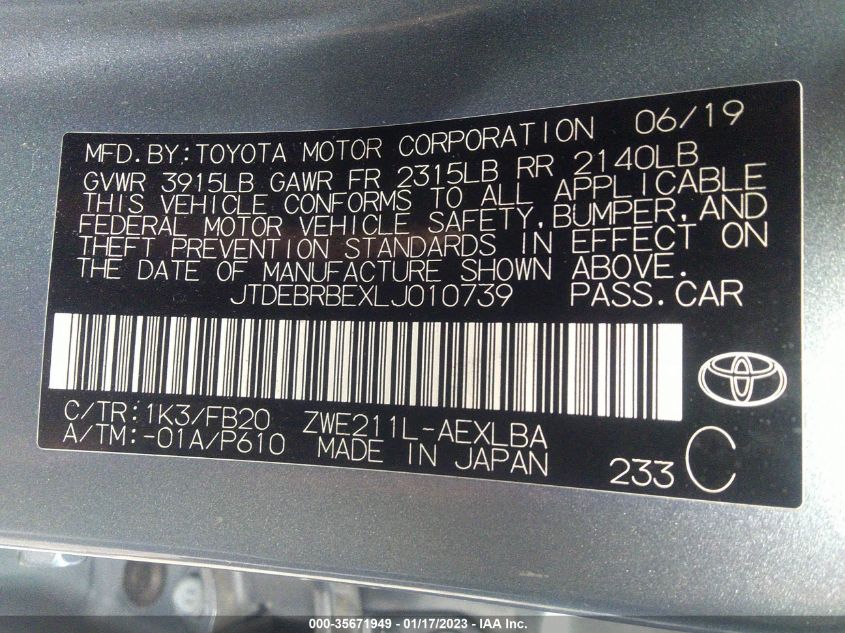 MFD.BY:TOYOTA MOTOR CORPORATION 06/19
GVWR 3915LB GAWR FR 2315LB RR 2140LB
THIS VEHICLE CONFORMS TO ALL APPLICABLE
FEDERAL MOTOR VEHICLE SAFETY,BUMPER,AND
THEFT PREVENTION STANDARDS IN EFFECT ON
THE DATE OF MANUFACTURE SHOWN ABOVE.
JTDEBRBEXLJ010739 PASS.CAR
C/TR:1K3/FB20 ZWE211L-AEXLBA
A/TM:-01A/P610 MADE IN JAPAN 233 C
000-35671949 - 01/17/2023 - IAA Inc.